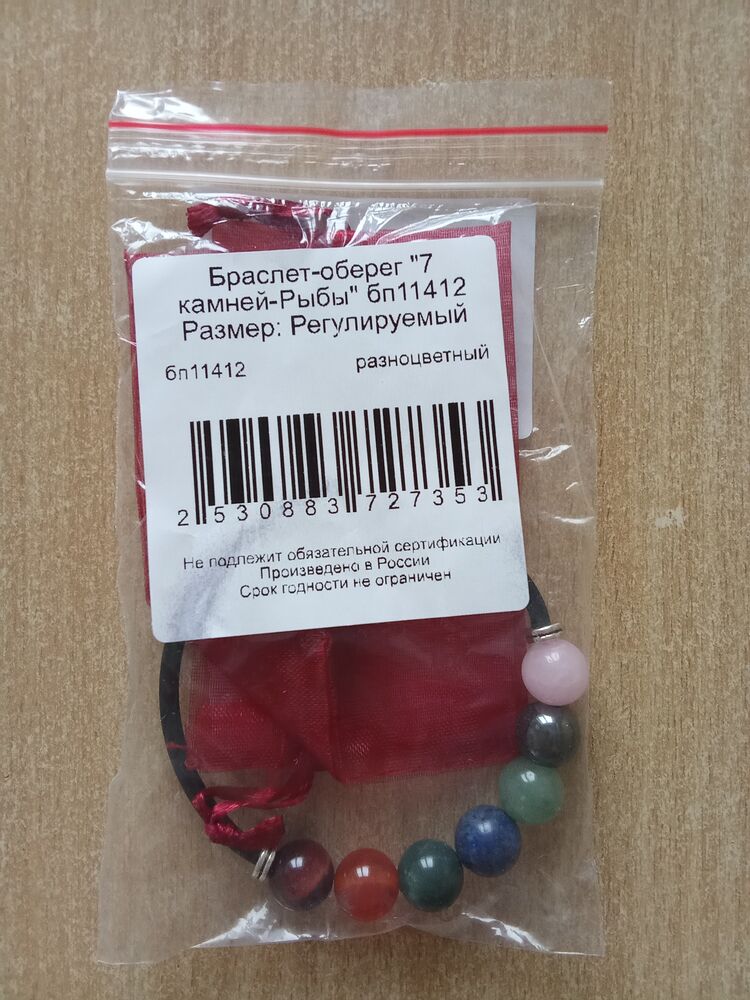 Браслет-оберег "7
камней-Рыбы" бп11412
Размер: Регулируемый
бп11412 разноцветный
2 530883 727353
Не подлежит обязательной сертификации
Произведено в России
Срок годности не ограничен